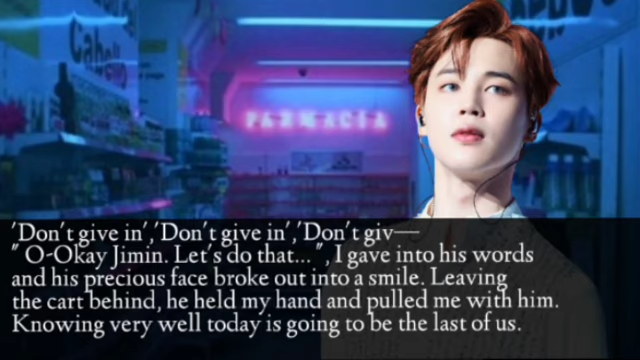 Cabell
FARMACIA
'Don't give in','Don't give in','Don't giv—
" O-Okay Jimin. Let's do that... ", I gave into his words
and his precious face broke out into a smile. Leaving
the cart behind, he held my hand and pulled me with him.
Knowing very well today is going to be the last of us.